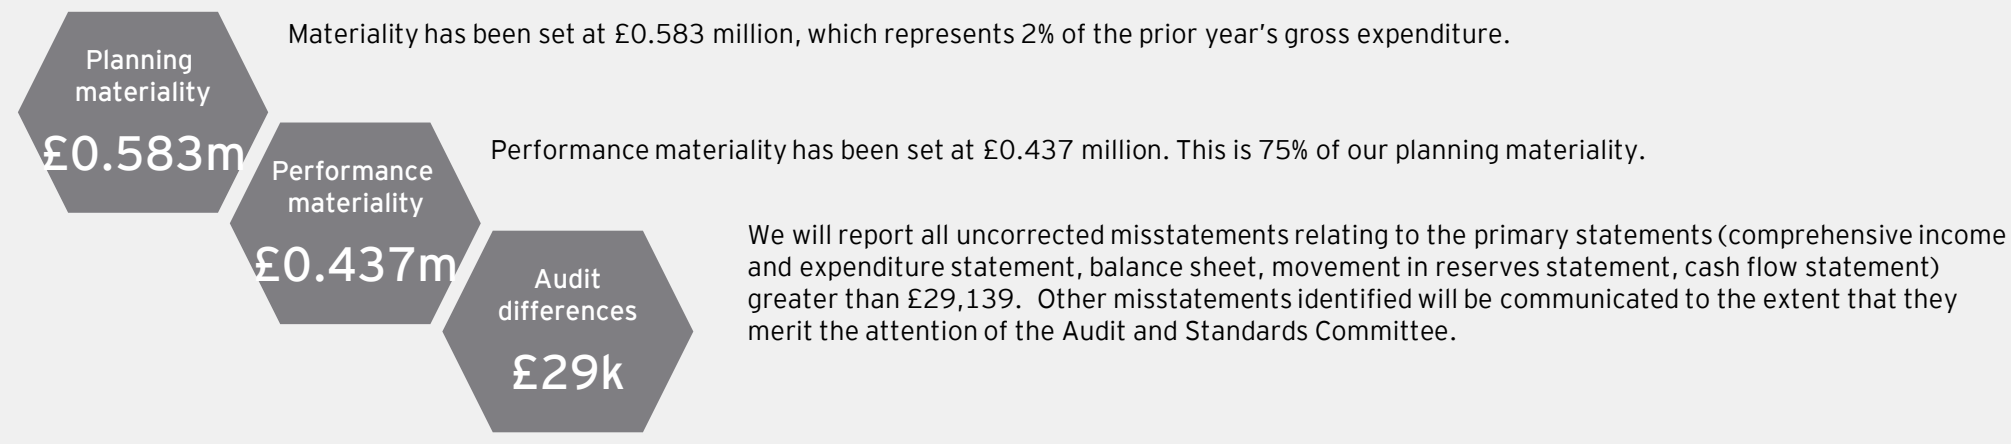 Planning
materiality
£0.583m
Materiality has been set at £0.583 million, which represents 2% of the prior year's gross expenditure.
Performance
materiality
£0.437m
Performance materiality has been set at £0.437 million. This is 75% of our planning materiality.
Audit
differences
£29k
We will report all uncorrected misstatements relating to the primary statements (comprehensive income
and expenditure statement, balance sheet, movement in reserves statement, cash flow statement)
greater than £29,139.  Other misstatements identified will be communicated to the extent that they
merit the attention of the Audit and Standards Committee.